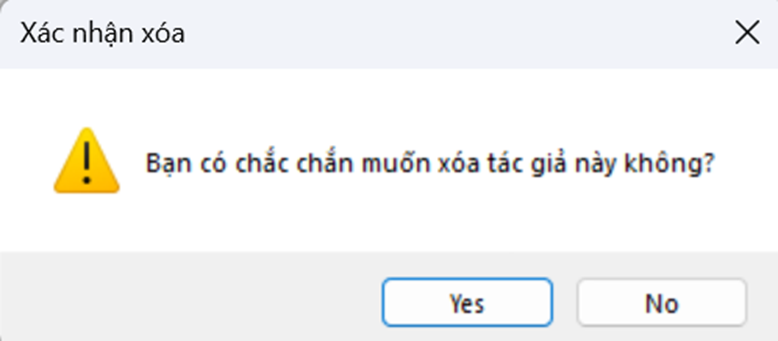 Xác nhận xóa
Bạn có chắc chắn muốn xóa tác giả này không?
Yes
No